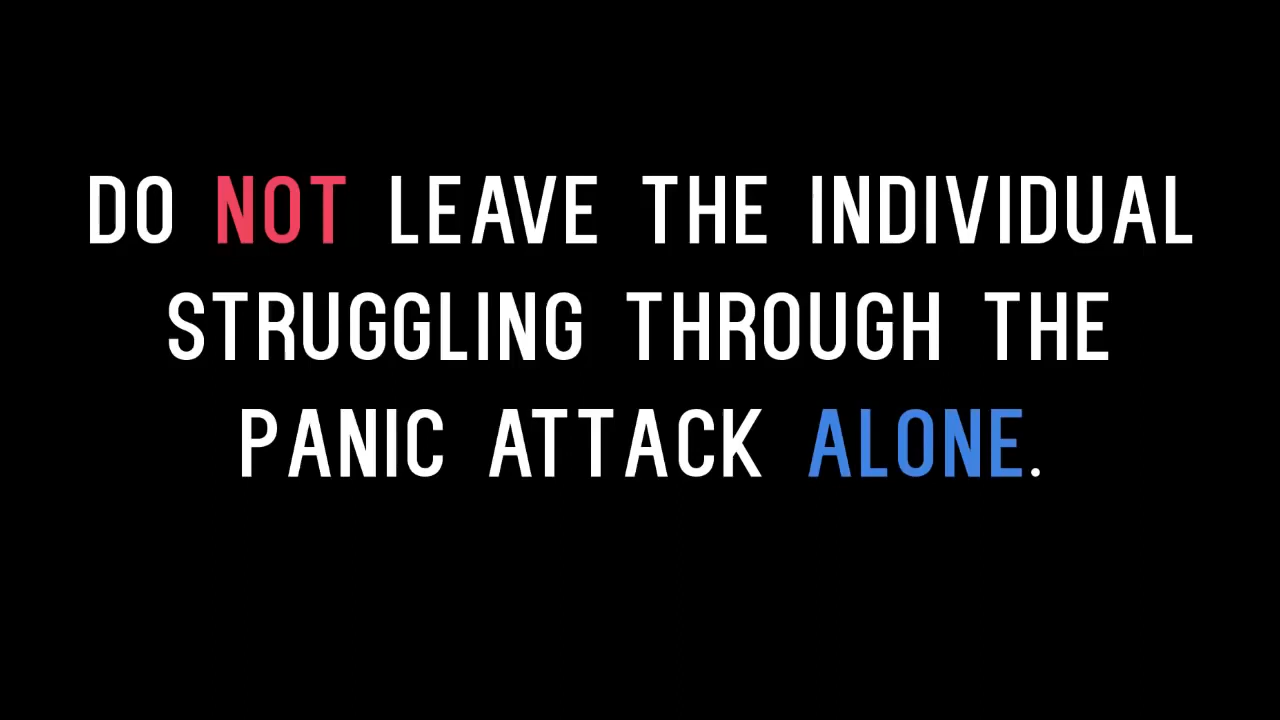 DO NOT LEAVE THE INDIVIDUAL
STRUGGLING THROUGH THE
PANIC ATTACK ALONE.